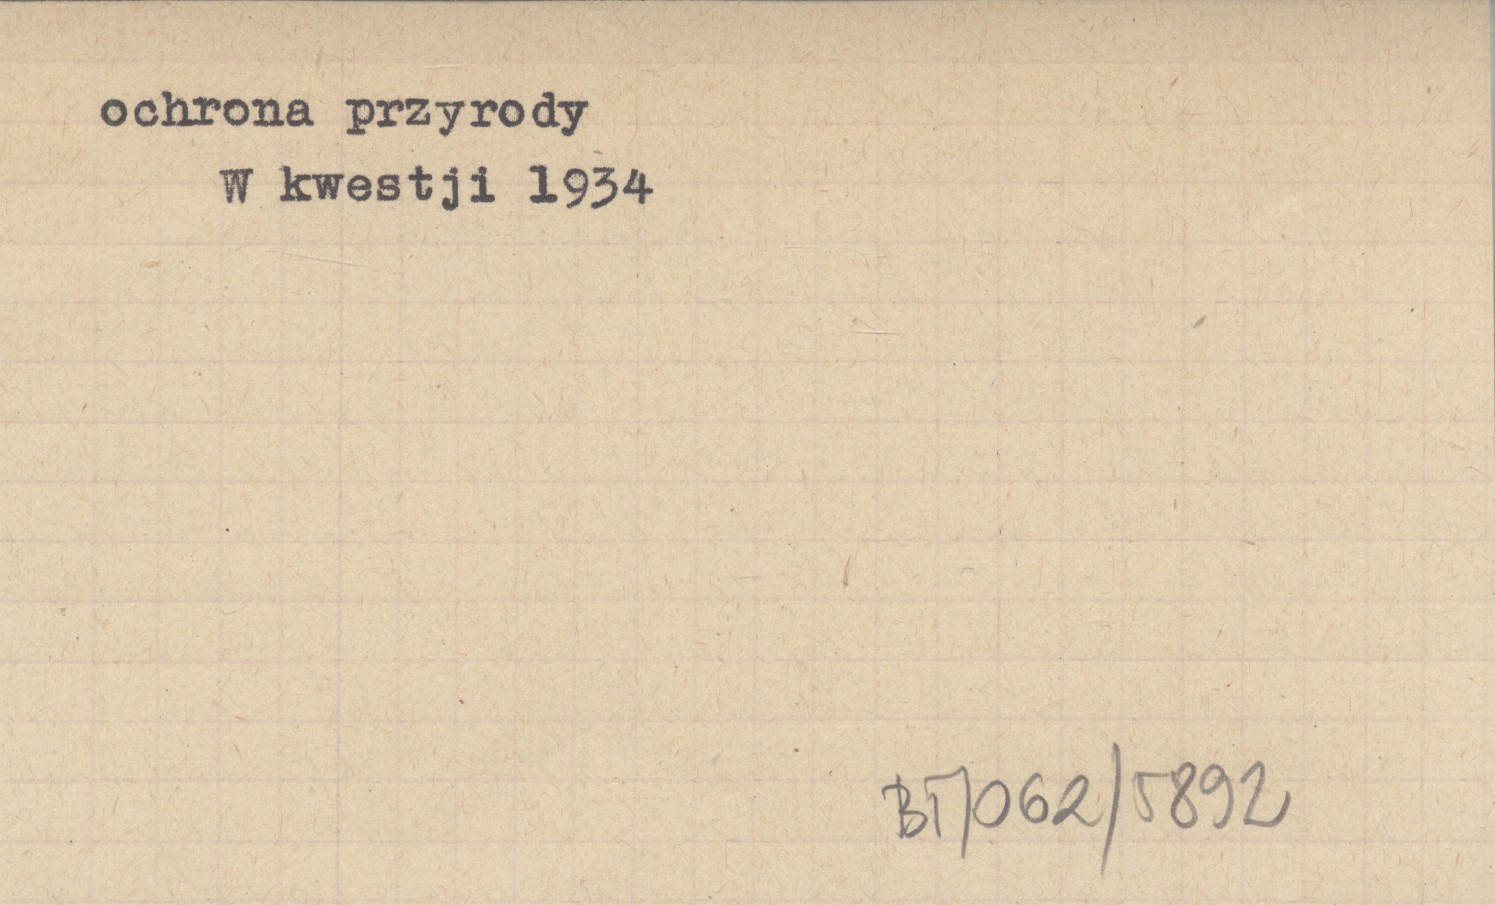 ochrona przyrody
W kwestji 1934
BT/062/5892